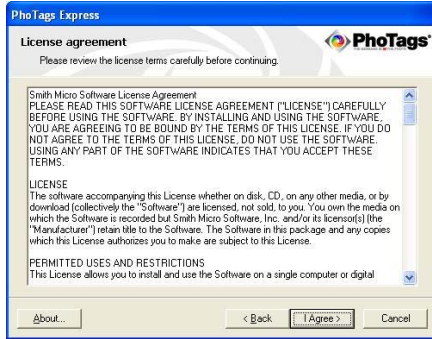 PhoTags Express
License agreement
Please review the license terms carefully before continuing.
PhoTags
Smith Micro Software License Agreement
PLEASE READ THIS SOFTWARE LICENSE AGREEMENT ("LICENSE") CAREFULLY
BEFORE USING THE SOFTWARE. BY INSTALLING AND USING THE SOFTWARE,
YOU ARE AGREEING TO BE BOUND BY THE TERMS OF THIS LICENSE. IF YOU DO
NOT AGREE TO THE TERMS OF THIS LICENSE, DO NOT USE THE SOFTWARE.
USING ANY PART OF THE SOFTWARE INDICATES THAT YOU ACCEPT THESE
TERMS.
LICENSE
The software accompanying this License whether on disk, CD, on any other media, or by
download (collectively the "Software") are licensed, not sold, to you. You own the media on
which the Software is recorded but Smith Micro Software, Inc. and/or its licensor(s) (the
"Manufacturer") retain title to the Software. The Software in this package and any copies
which this License authorizes you to make are subject to this License.
PERMITTED USES AND RESTRICTIONS
This License allows you to install and use the Software on a single computer or digital
About...
< Back
I Agree >
Cancel